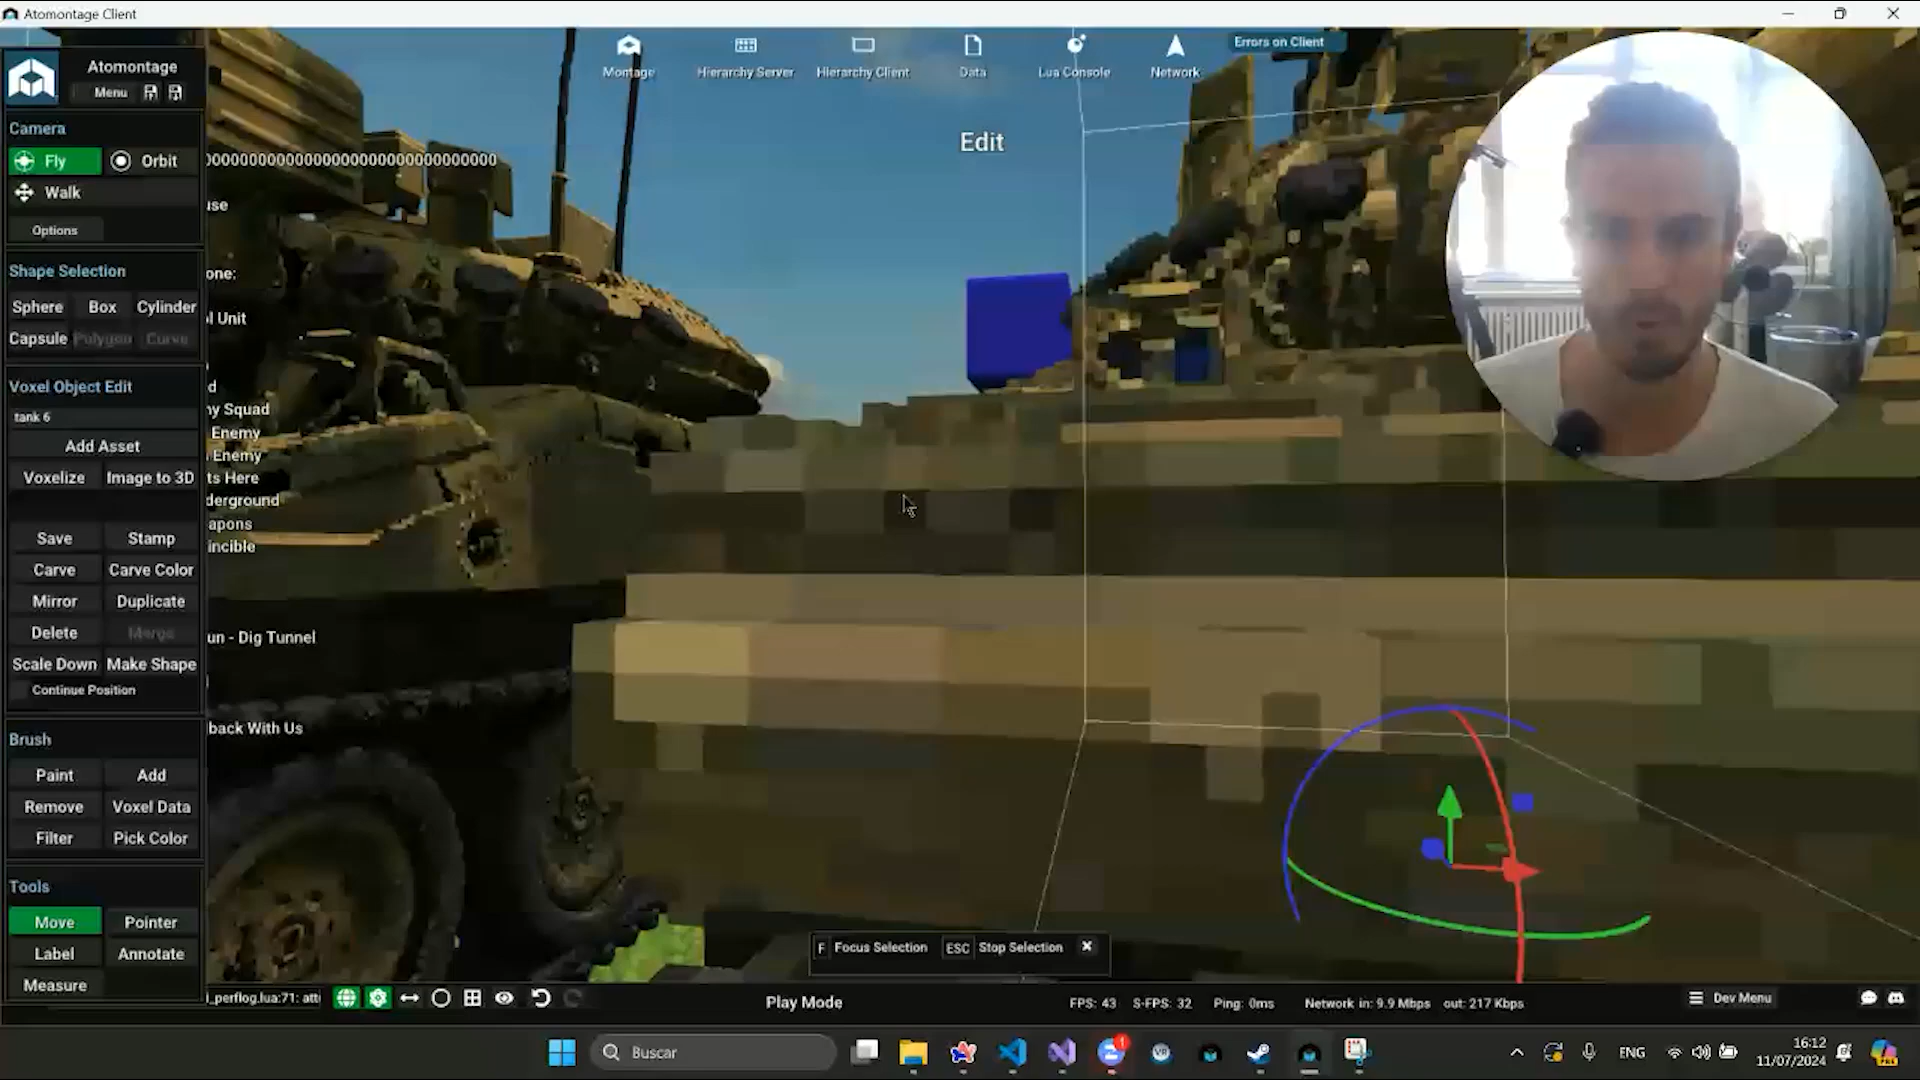 Atomontage Client
Atomontage
Menu
Montage
Hierarchy Server
Hierarchy Client
Data
Lua Console
Network
Errors on Client
Edit
Camera
Fly
Orbit
Walk
Options
Shape Selection
Sphere
Box
Cylinder
Capsule
Polygon
Curve
Voxel Object Edit
tank 6
Add Asset
Voxelize
Image to 3D
Save
Stamp
Carve
Carve Color
Mirror
Duplicate
Delete
Merge
Scale Down
Make Shape
Continue Position
Brush
Paint
Add
Remove
Voxel Data
Filter
Pick Color
Tools
Move
Pointer
Label
Annotate
Measure
use
one:
l Unit
d
ny Squad
Enemy
Enemy
ts Here
derground
apons
incible
un - Dig Tunnel
back With Us
F Focus Selection ESC Stop Selection
i_perflog.lua:71: att
Play Mode
FPS: 43 S-FPS: 32 Ping: 0ms Network in: 9.9 Mbps out: 217 Kbps
Dev Menu
Buscar
VR
1
ENG
16:12
11/07/2024